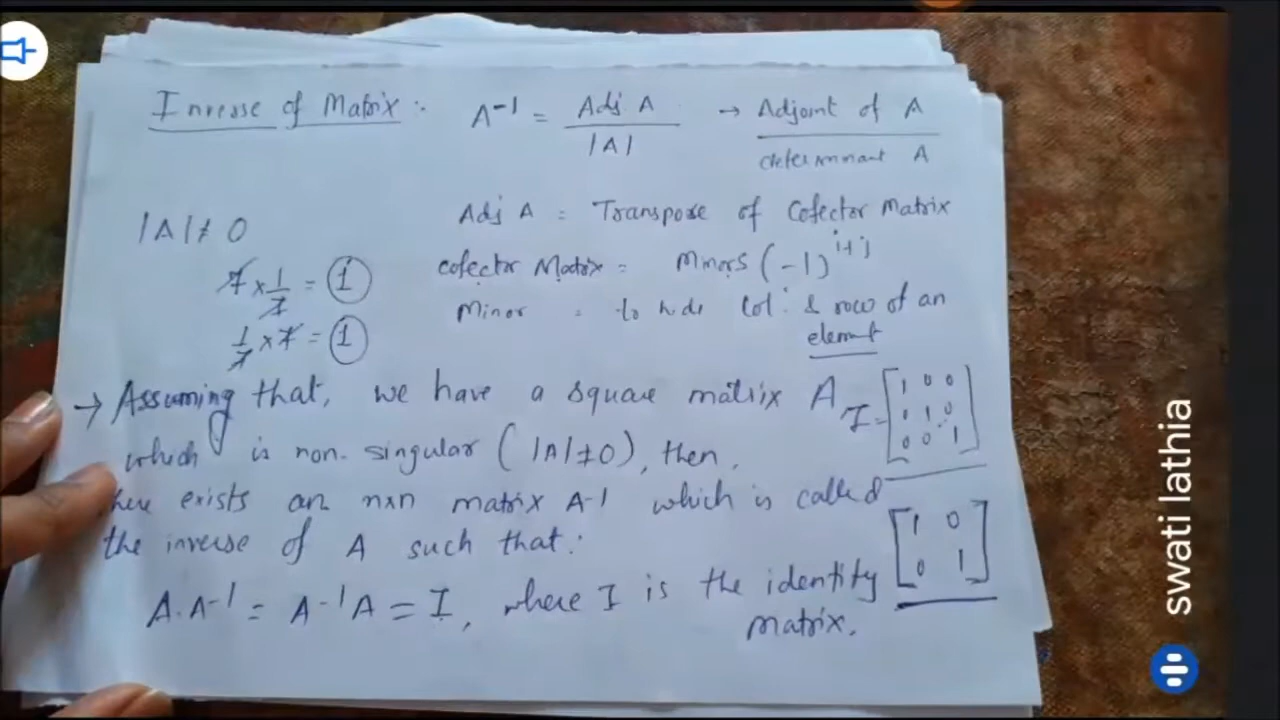 Inverse of Matrix :- A-1 = Adj A / |A| → Adjoint of A / determinant A
|A| ≠ 0
Adj A = Transpose of Cofector Matrix
7 x 1/7 = 1
cofector Matrix = Minors (-1)^i+j
1/7 x 7 = 1
Minor = to hide Col. & row of an
element
→ Assuming that, we have a square matrix A
I = [1 0 0
0 1 0
0 0 1]
which is non-singular (|A| ≠ 0), then,
here exists an nxn matrix A-1 which is called
the inverse of A such that:
[1 0
0 1]
A.A-1 = A-1A = I, where I is the identity
matrix.
swati lathia